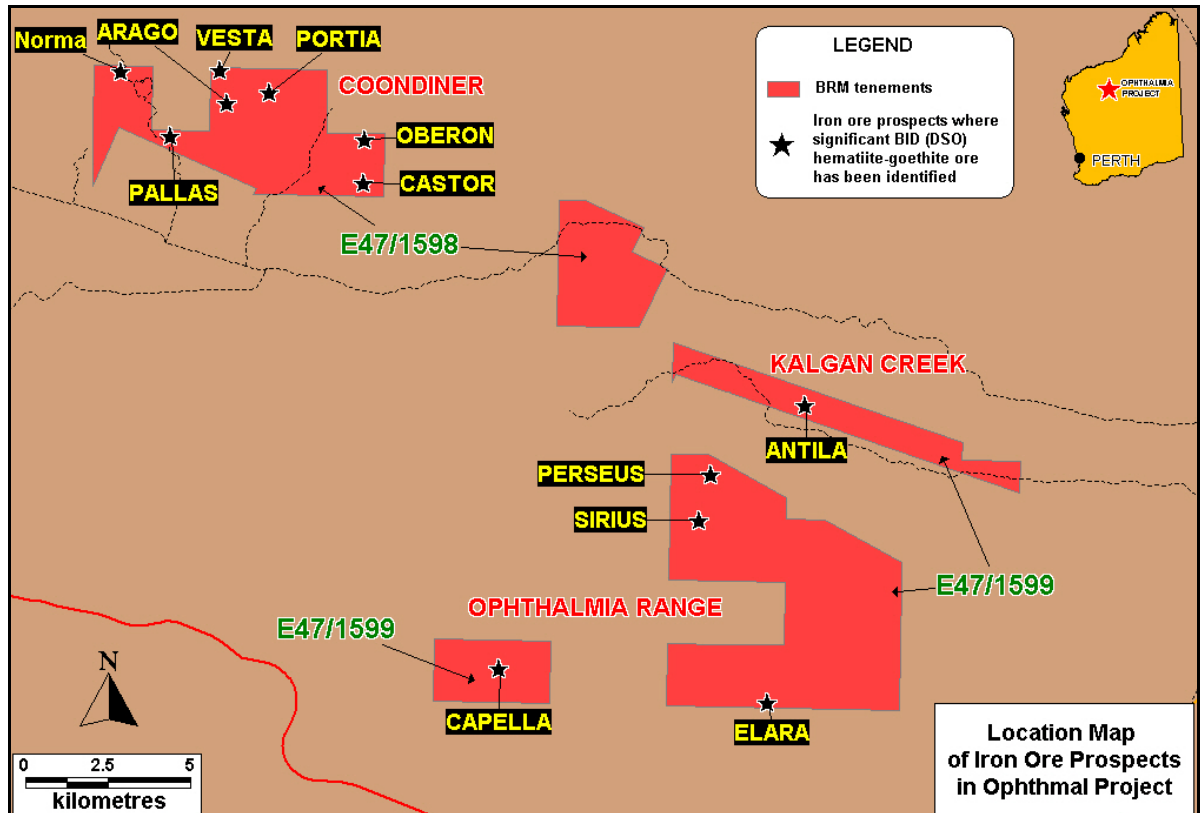 Norma
ARAGO
VESTA
PORTIA
COONDINER
OBERON
CASTOR
PALLAS
E47/1598
LEGEND
BRM tenements
Iron ore prospects where
significant BID (DSO)
hematiite-goethite ore
has been identified
OPHTHALMIA
PROJECT
PERTH
KALGAN CREEK
ANTILA
PERSEUS
SIRIUS
E47/1599
OPHTHALMIA RANGE
E47/1599
CAPELLA
ELARA
N
0 2.5 5
kilometres
Location Map
of Iron Ore Prospects
in Ophthmal Project